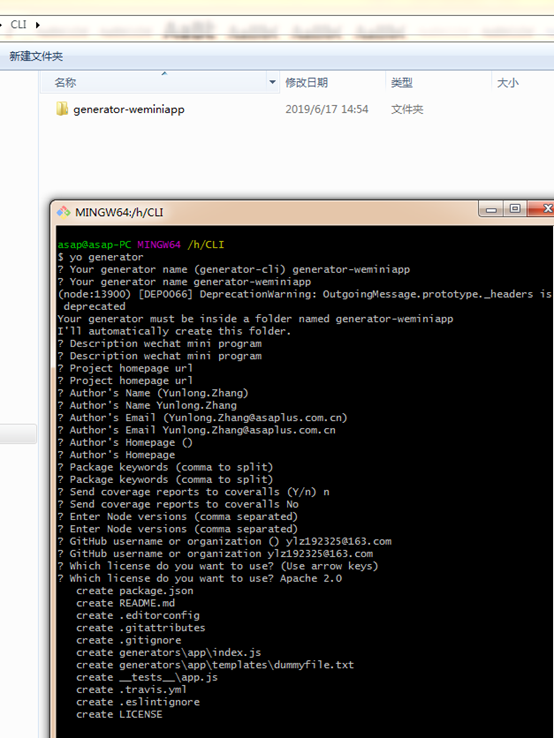 CLI
新建文件夹
名称 修改日期 类型 大小
generator-weminiapp 2019/6/17 14:54 文件夹
MINGW64:/h/CLI
asap@asap-PC MINGW64 /h/CLI
$ yo generator
? Your generator name (generator-cli) generator-weminiapp
? Your generator name generator-weminiapp
(node:13900) [DEP0066] DeprecationWarning: OutgoingMessage.prototype._headers is
deprecated
Your generator must be inside a folder named generator-weminiapp
I'll automatically create this folder.
? Description wechat mini program
? Description wechat mini program
? Project homepage url
? Project homepage url
? Author's Name (Yunlong.Zhang)
? Author's Name Yunlong.Zhang
? Author's Email (Yunlong.Zhang@asaplus.com.cn)
? Author's Email Yunlong.Zhang@asaplus.com.cn
? Author's Homepage ()
? Author's Homepage
? Package keywords (comma to split)
? Package keywords (comma to split)
? Send coverage reports to coveralls (Y/n) n
? Send coverage reports to coveralls No
? Enter Node versions (comma separated)
? Enter Node versions (comma separated)
? GitHub username or organization () ylz192325@163.com
? GitHub username or organization ylz192325@163.com
? Which license do you want to use? (Use arrow keys)
? Which license do you want to use? Apache 2.0
create package.json
create README.md
create .editorconfig
create .gitattributes
create .gitignore
create generators\app\index.js
create generators\app\templates\dummyfile.txt
create __tests__\app.js
create .travis.yml
create .eslintignore
create LICENSE